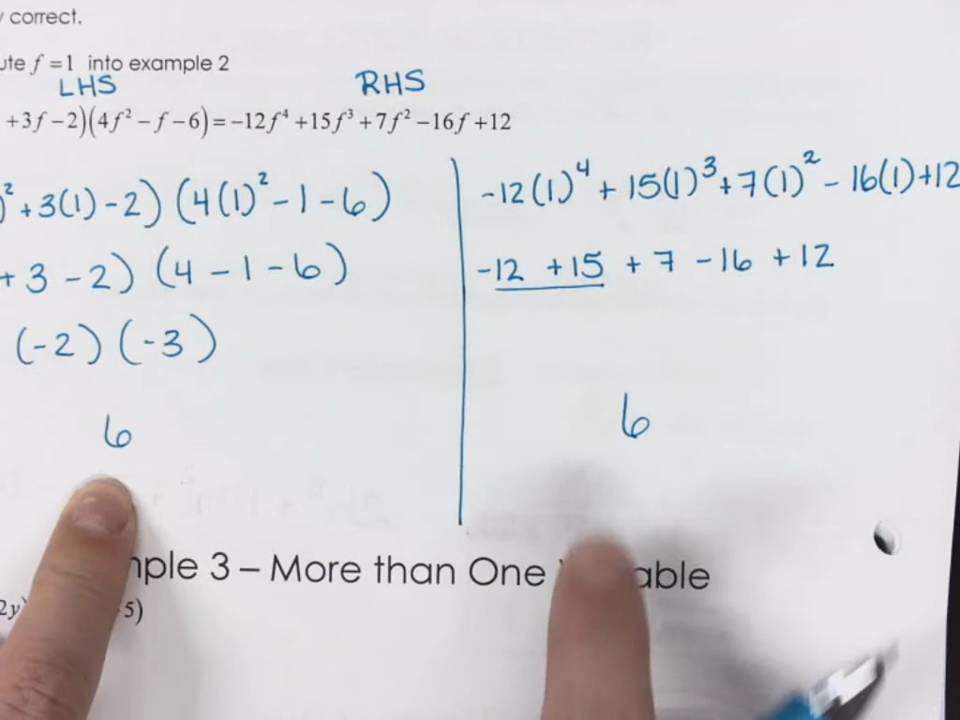 correct.
f = 1 into example 2
LHS RHS
+3f − 2)(4f² − f − 6) = −12f⁴ + 15f³ + 7f² − 16f + 12
)² + 3(1) − 2) (4(1)² − 1 − 6) −12(1)⁴ + 15(1)³ + 7(1)² − 16(1) + 12
+ 3 − 2) (4 − 1 − 6) −12 + 15 + 7 − 16 + 12
(−2) (−3)
6 6
3 – More than One
2y 5)